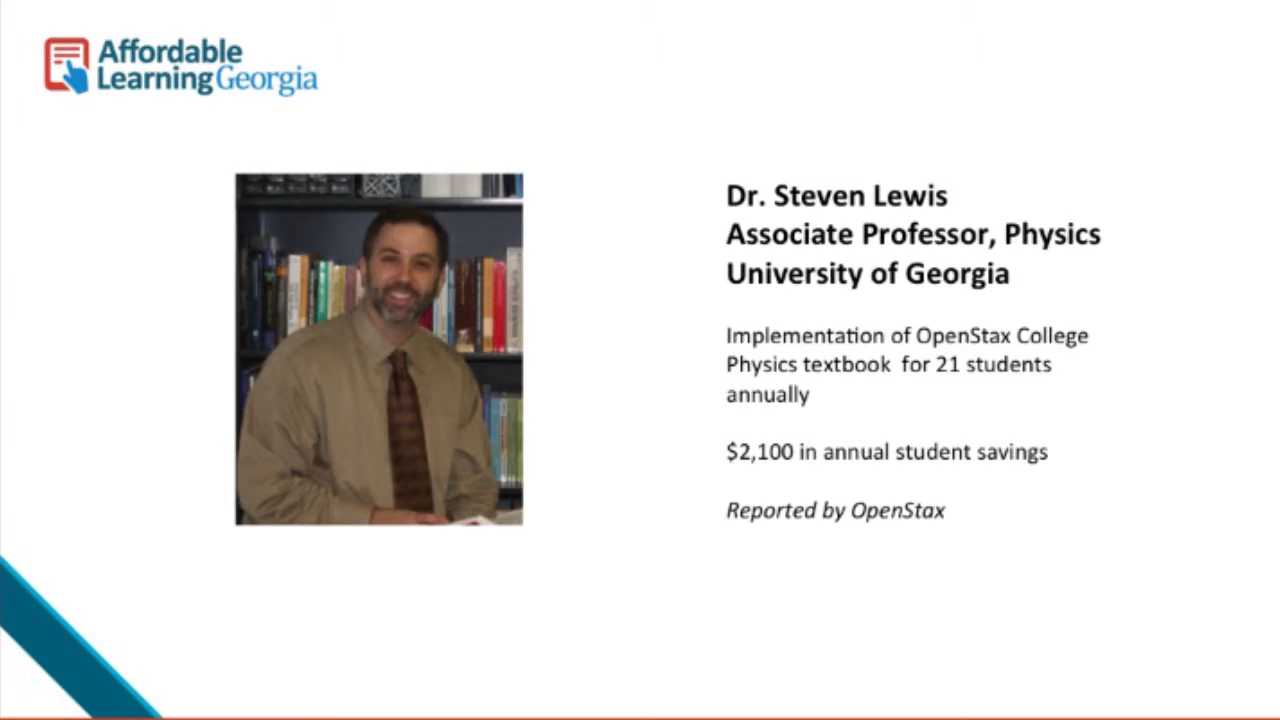 Affordable
Learning Georgia
Dr. Steven Lewis
Associate Professor, Physics
University of Georgia
Implementation of OpenStax College
Physics textbook for 21 students
annually
$2,100 in annual student savings
Reported by OpenStax